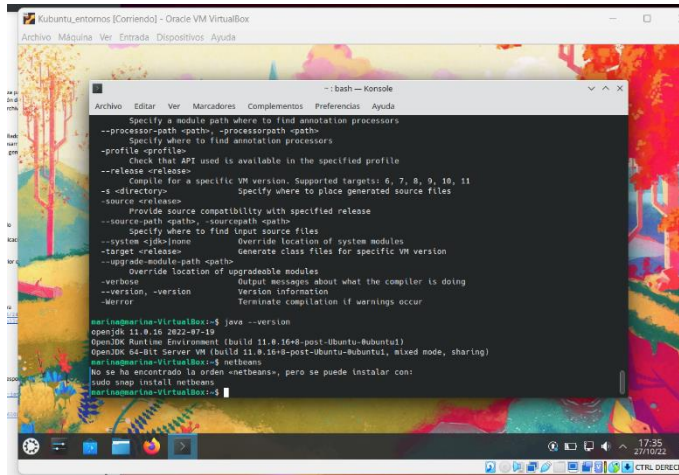 Kubuntu_entornos [Corriendo] - Oracle VM VirtualBox
Archivo Máquina Ver Entrada Dispositivos Ayuda
~ : bash — Konsole
Archivo Editar Ver Marcadores Complementos Preferencias Ayuda
Specify a module path where to find annotation processors
--processor-path <path>, -processorpath <path>
Specify where to find annotation processors
-profile <profile>
Check that API used is available in the specified profile
--release <release>
Compile for a specific VM version. Supported targets: 6, 7, 8, 9, 10, 11
-s <directory> Specify where to place generated source files
-source <release>
Provide source compatibility with specified release
--source-path <path>, -sourcepath <path>
Specify where to find input source files
--system <jdk>|none Override location of system modules
-target <release> Generate class files for specific VM version
--upgrade-module-path <path>
Override location of upgradeable modules
-verbose Output messages about what the compiler is doing
--version, -version Version information
-Werror Terminate compilation if warnings occur
marina@marina-VirtualBox:~$ java --version
openjdk 11.0.16 2022-07-19
OpenJDK Runtime Environment (build 11.0.16+8-post-Ubuntu-0ubuntu1)
OpenJDK 64-Bit Server VM (build 11.0.16+8-post-Ubuntu-0ubuntu1, mixed mode, sharing)
marina@marina-VirtualBox:~$ netbeans
No se ha encontrado la orden «netbeans», pero se puede instalar con:
sudo snap install netbeans
marina@marina-VirtualBox:~$
17:35
27/10/22
CTRL DERECH